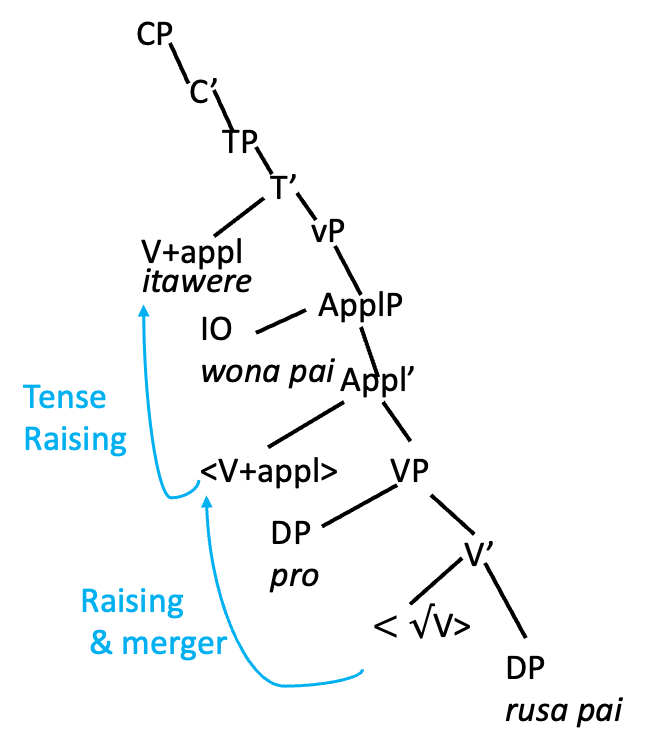 CP
C’
TP
T’
vP
V+appl
itawere
ApplP
IO
wona pai
Appl’
Tense
Raising
<V+appl>
VP
DP
pro
V’
Raising
& merger
< √V>
DP
rusa pai